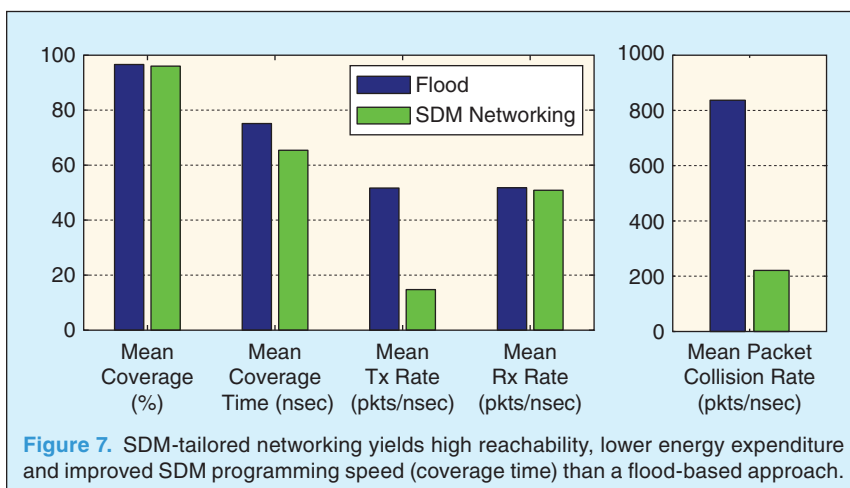 100
80
60
40
20
0
Flood
SDM Networking
Mean
Coverage
(%)
Mean
Coverage
Time (nsec)
Mean
Tx Rate
(pkts/nsec)
Mean
Rx Rate
(pkts/nsec)
1000
800
600
400
200
0
Mean Packet
Collision Rate
(pkts/nsec)
Figure 7. SDM-tailored networking yields high reachability, lower energy expenditure
and improved SDM programming speed (coverage time) than a flood-based approach.